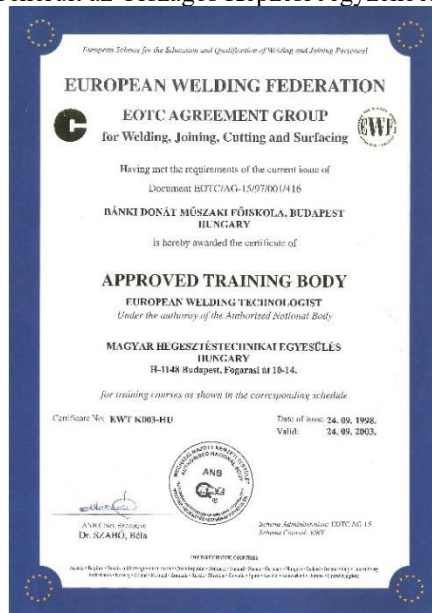 European Scheme for the Education and Qualification of Welding and Joining Personnel
EUROPEAN WELDING FEDERATION
EOTC AGREEMENT GROUP
for Welding, Joining, Cutting and Surfacing
EWF
Having met the requirements of the current issue of
Document EOTC/AG-15/97/001/416
BÁNKI DONÁT MŰSZAKI FŐISKOLA, BUDAPEST
HUNGARY
is hereby awarded the certificate of
APPROVED TRAINING BODY
EUROPEAN WELDING TECHNOLOGIST
Under the authority of the Authorized National Body
MAGYAR HEGESZTÉSTECHNIKAI EGYESÜLÉS
HUNGARY
H-1148 Budapest, Fogarasi út 10-14.
for training courses as shown in the corresponding schedule
Certificate No: EWT K003-HU
Date of issue: 24. 09. 1998.
Valid: 24. 09. 2003.
ANB
ANB Chief Executive
Dr. SZABÓ, Béla
Scheme Administration: EOTC AG 15
Scheme Council: EWF